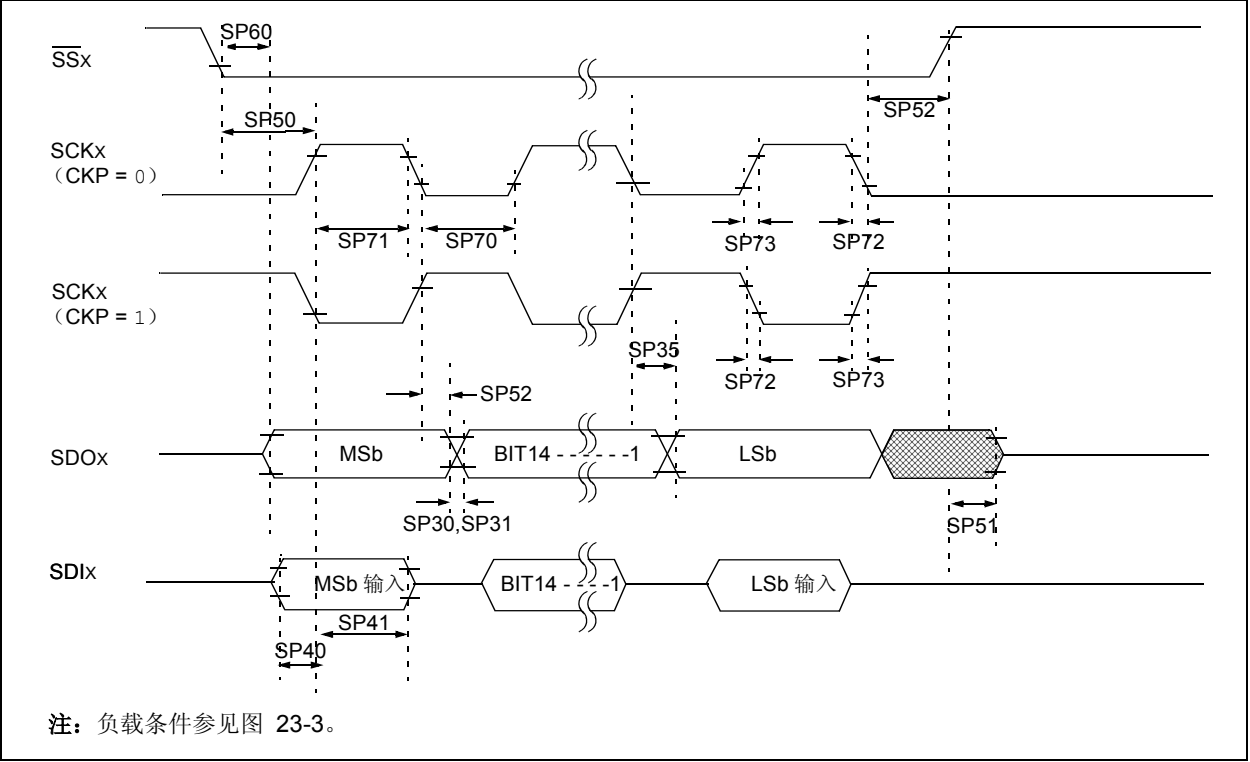 SP60
SSx
SP52
SP50
SCKx
（CKP = 0）
SP71
SP70
SP73
SP72
SCKx
（CKP = 1）
SP35
SP72
SP73
SP52
SDOx
MSb
BIT14 - - - - - -1
LSb
SP30,SP31
SP51
SDIx
MSb 输入
BIT14 - - - -1
LSb 输入
SP41
SP40
注：负载条件参见图 23-3。